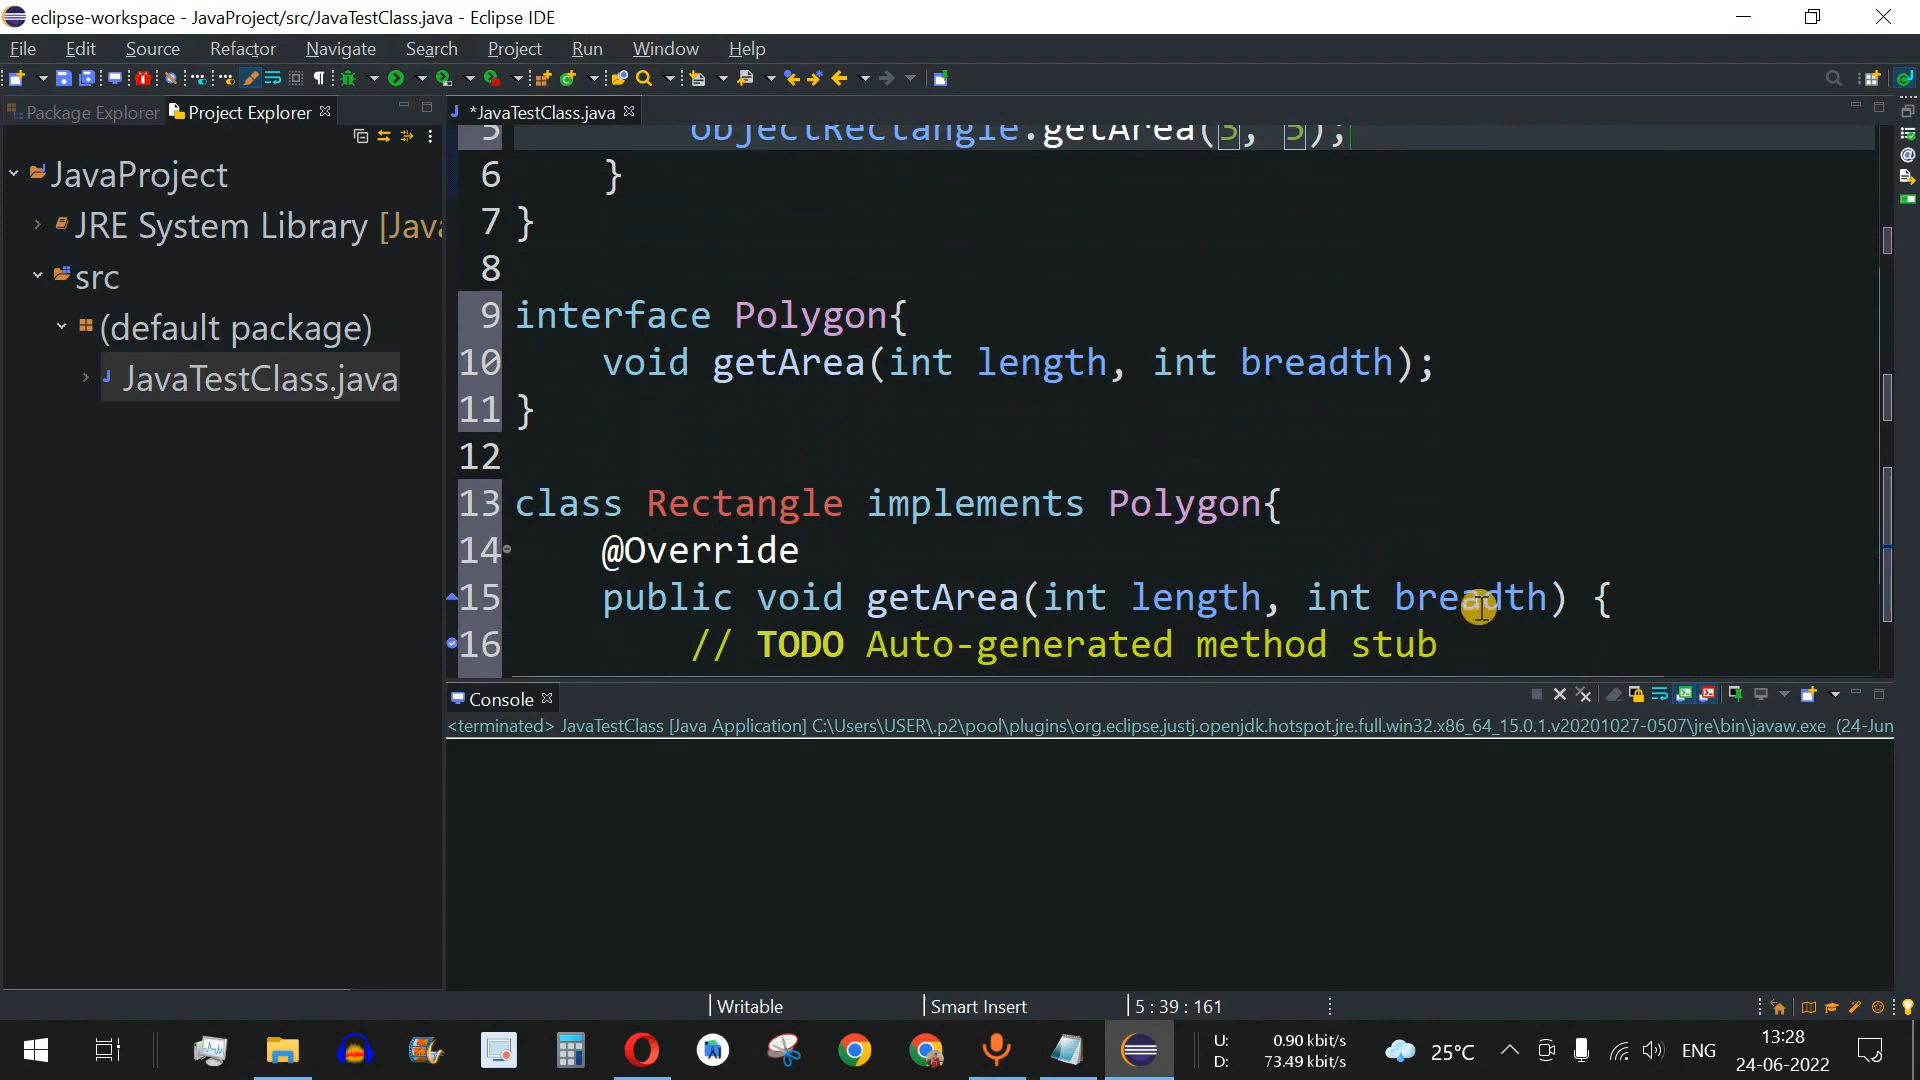 eclipse-workspace - JavaProject/src/JavaTestClass.java - Eclipse IDE
File Edit Source Refactor Navigate Search Project Run Window Help
Package Explorer Project Explorer
*JavaTestClass.java
JavaProject
JRE System Library [Java
src
(default package)
JavaTestClass.java
5 objectRectangle.getArea(5, 5);
6 }
7 }
8
9 interface Polygon{
10 void getArea(int length, int breadth);
11 }
12
13 class Rectangle implements Polygon{
14 @Override
15 public void getArea(int length, int breadth) {
16 // TODO Auto-generated method stub
Console
<terminated> JavaTestClass [Java Application] C:\Users\USER\.p2\pool\plugins\org.eclipse.justj.openjdk.hotspot.jre.full.win32.x86_64_15.0.1.v20201027-0507\jre\bin\javaw.exe (24-Jun
Writable Smart Insert 5 : 39 : 161
U: 0.90 kbit/s
D: 73.49 kbit/s
25°C
ENG
13:28
24-06-2022